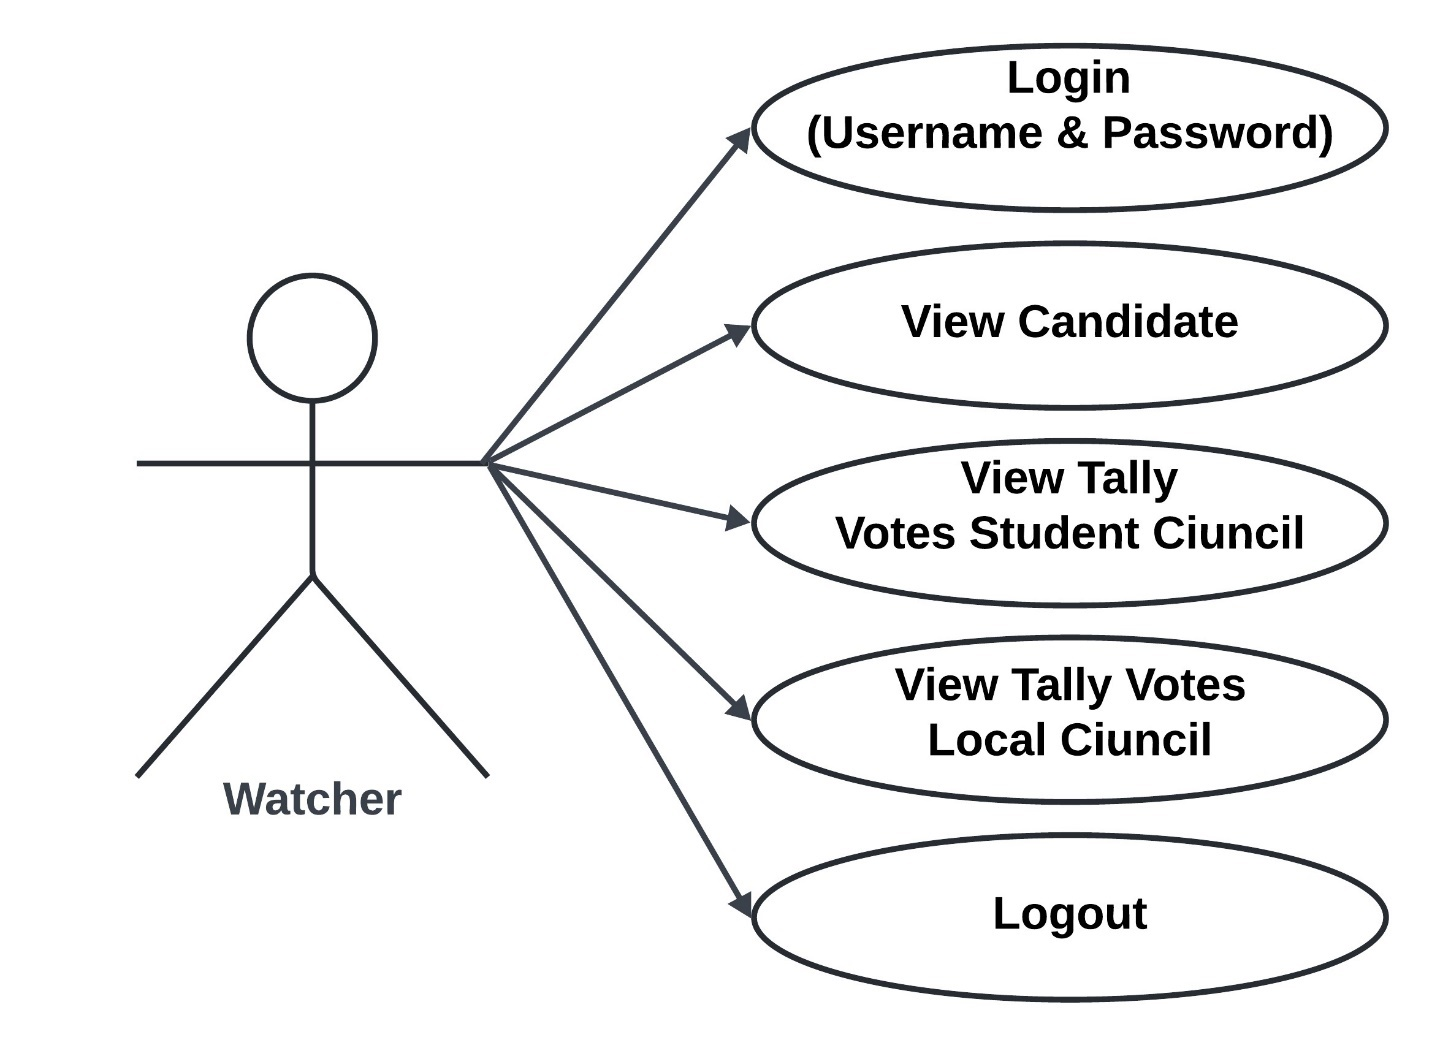 Login
(Username & Password)
View Candidate
View Tally
Votes Student Ciuncil
View Tally Votes
Local Ciuncil
Logout
Watcher